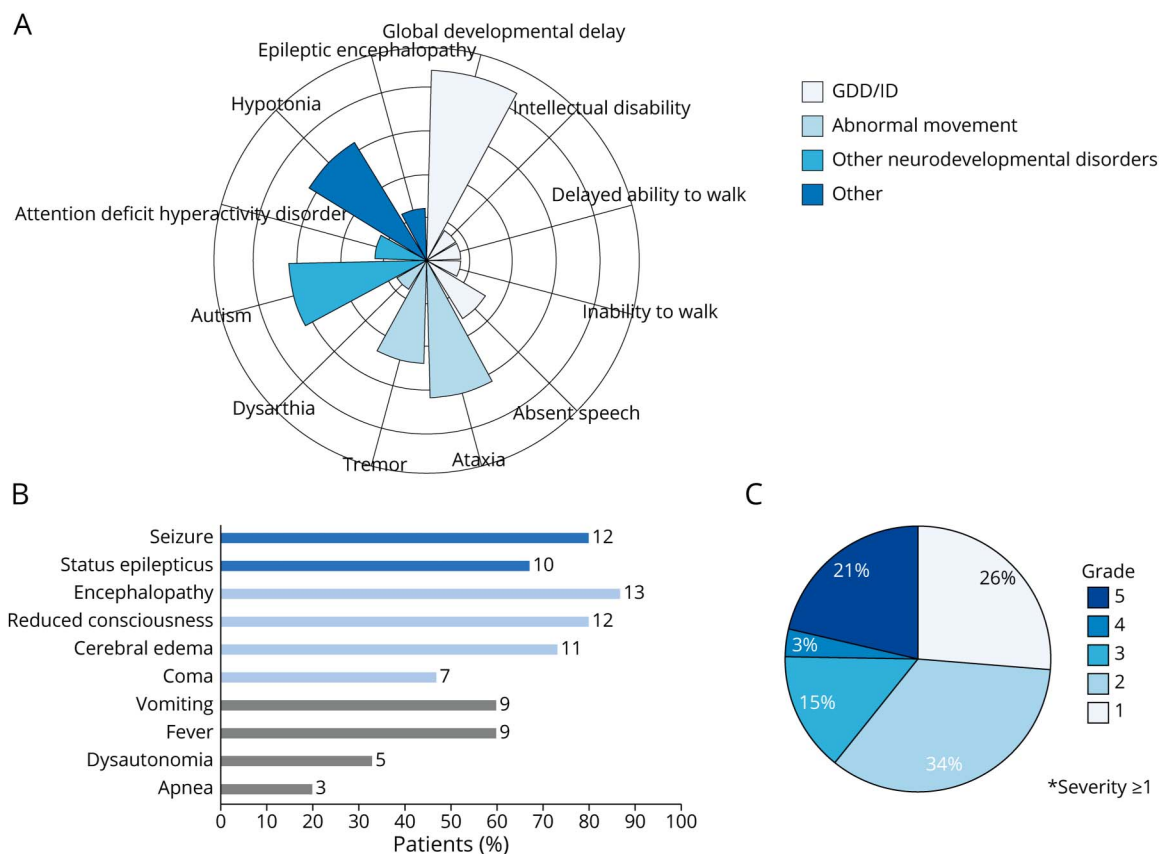 A
Global developmental delay
Epileptic encephalopathy
Hypotonia
Intellectual disability
Attention deficit hyperactivity disorder
Delayed ability to walk
Autism
Inability to walk
Dysarthia
Absent speech
Tremor
Ataxia
GDD/ID
Abnormal movement
Other neurodevelopmental disorders
Other
B
Seizure 12
Status epilepticus 10
Encephalopathy 13
Reduced consciousness 12
Cerebral edema 11
Coma 7
Vomiting 9
Fever 9
Dysautonomia 5
Apnea 3
0 10 20 30 40 50 60 70 80 90 100
Patients (%)
C
21%
26%
3%
15%
34%
Grade
5
4
3
2
1
*Severity ≥1